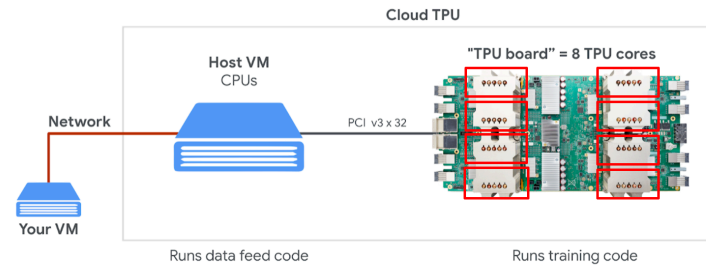 Cloud TPU
Host VM
CPUs
"TPU board” = 8 TPU cores
Network
PCI v3 x 32
Your VM
Runs data feed code
Runs training code